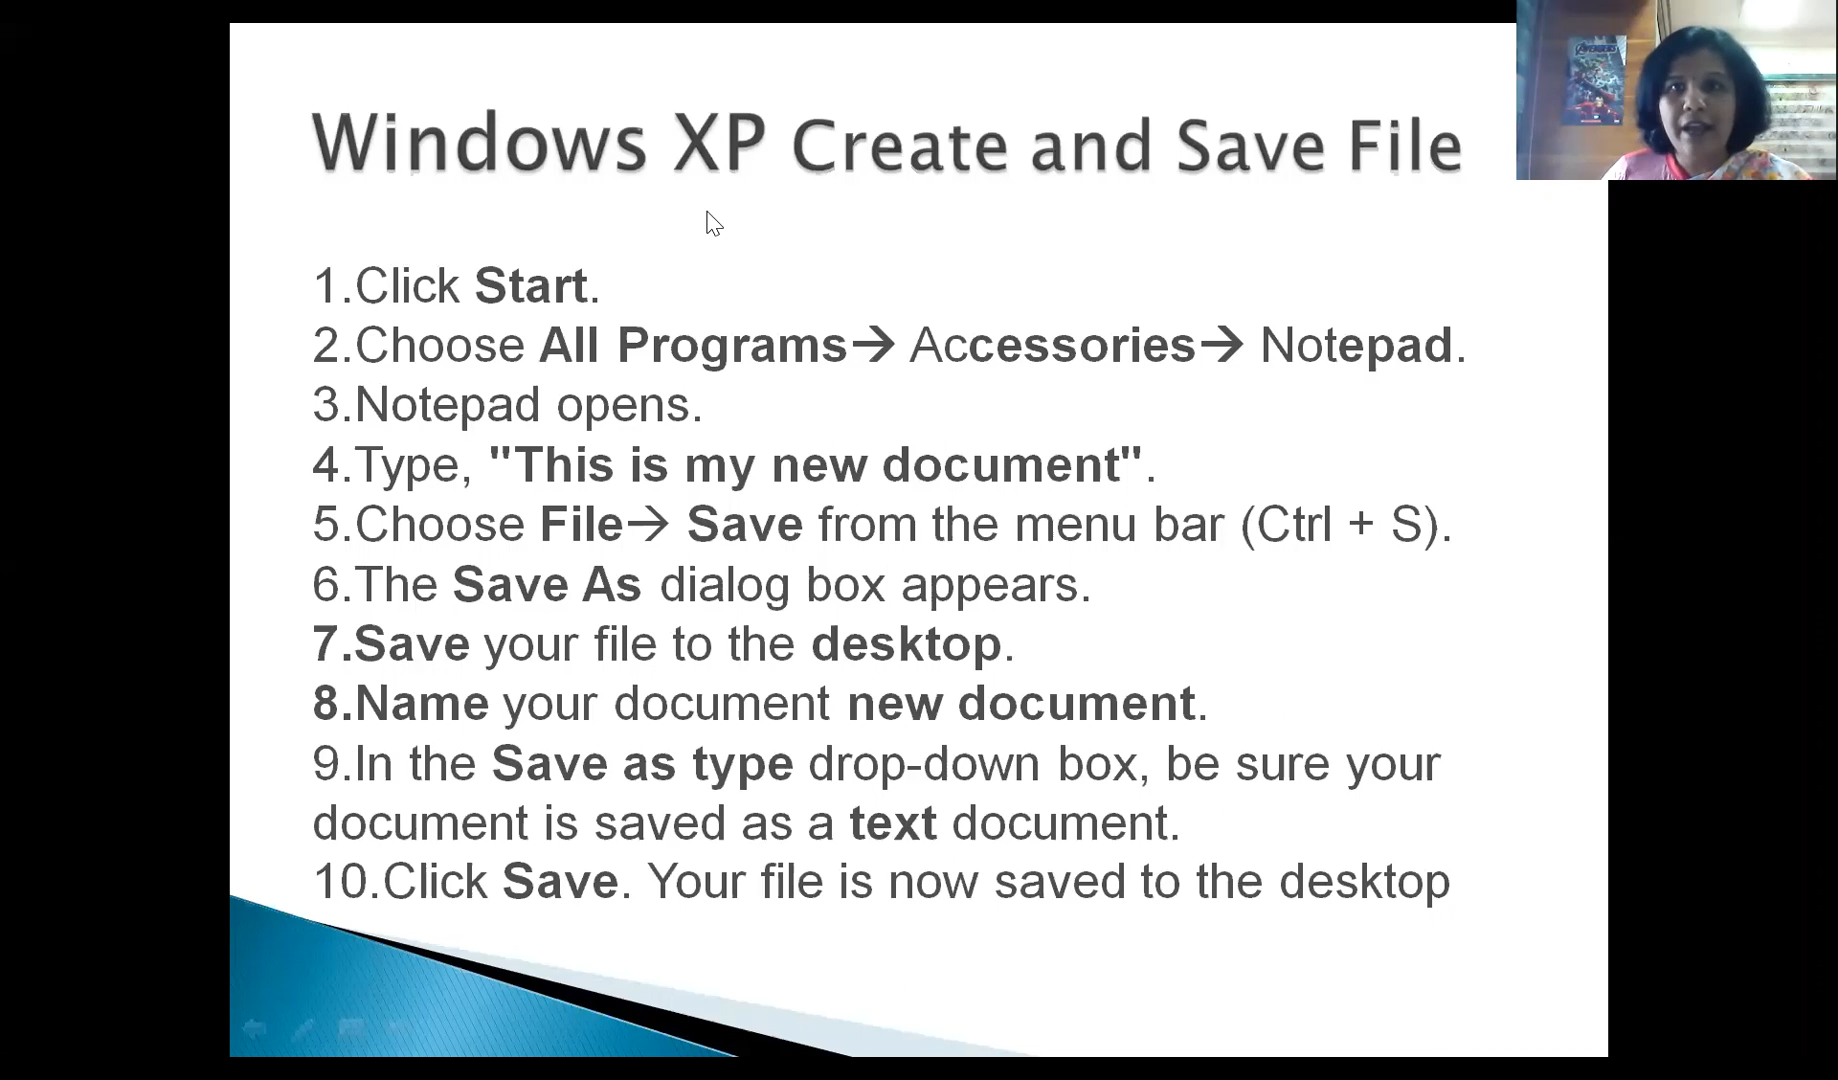 Windows XP Create and Save File
AVENGERS
1.Click Start.
2.Choose All Programs→ Accessories→ Notepad.
3.Notepad opens.
4.Type, "This is my new document".
5.Choose File→ Save from the menu bar (Ctrl + S).
6.The Save As dialog box appears.
7.Save your file to the desktop.
8.Name your document new document.
9.In the Save as type drop-down box, be sure your
document is saved as a text document.
10.Click Save. Your file is now saved to the desktop